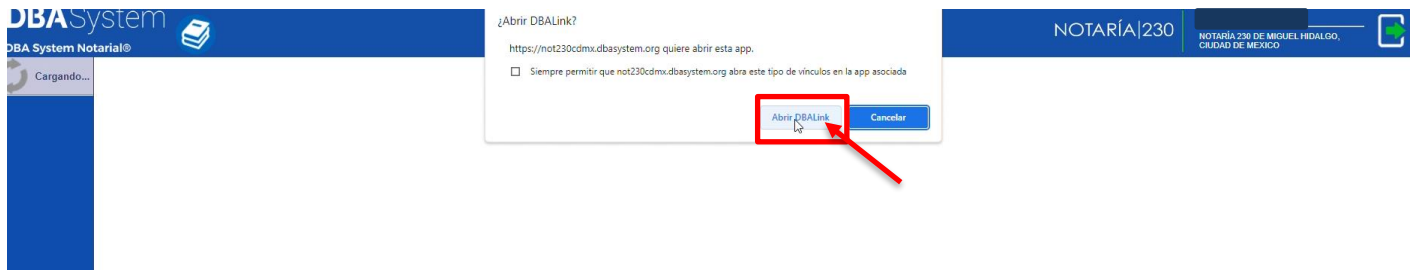 DBASystem
DBA System Notarial®
Cargando...
¿Abrir DBALink?
https://not230cdmx.dbasystem.org quiere abrir esta app.
Siempre permitir que not230cdmx.dbasystem.org abra este tipo de vínculos en la app asociada
Abrir DBALink
Cancelar
NOTARÍA|230
NOTARÍA 230 DE MIGUEL HIDALGO,
CIUDAD DE MEXICO